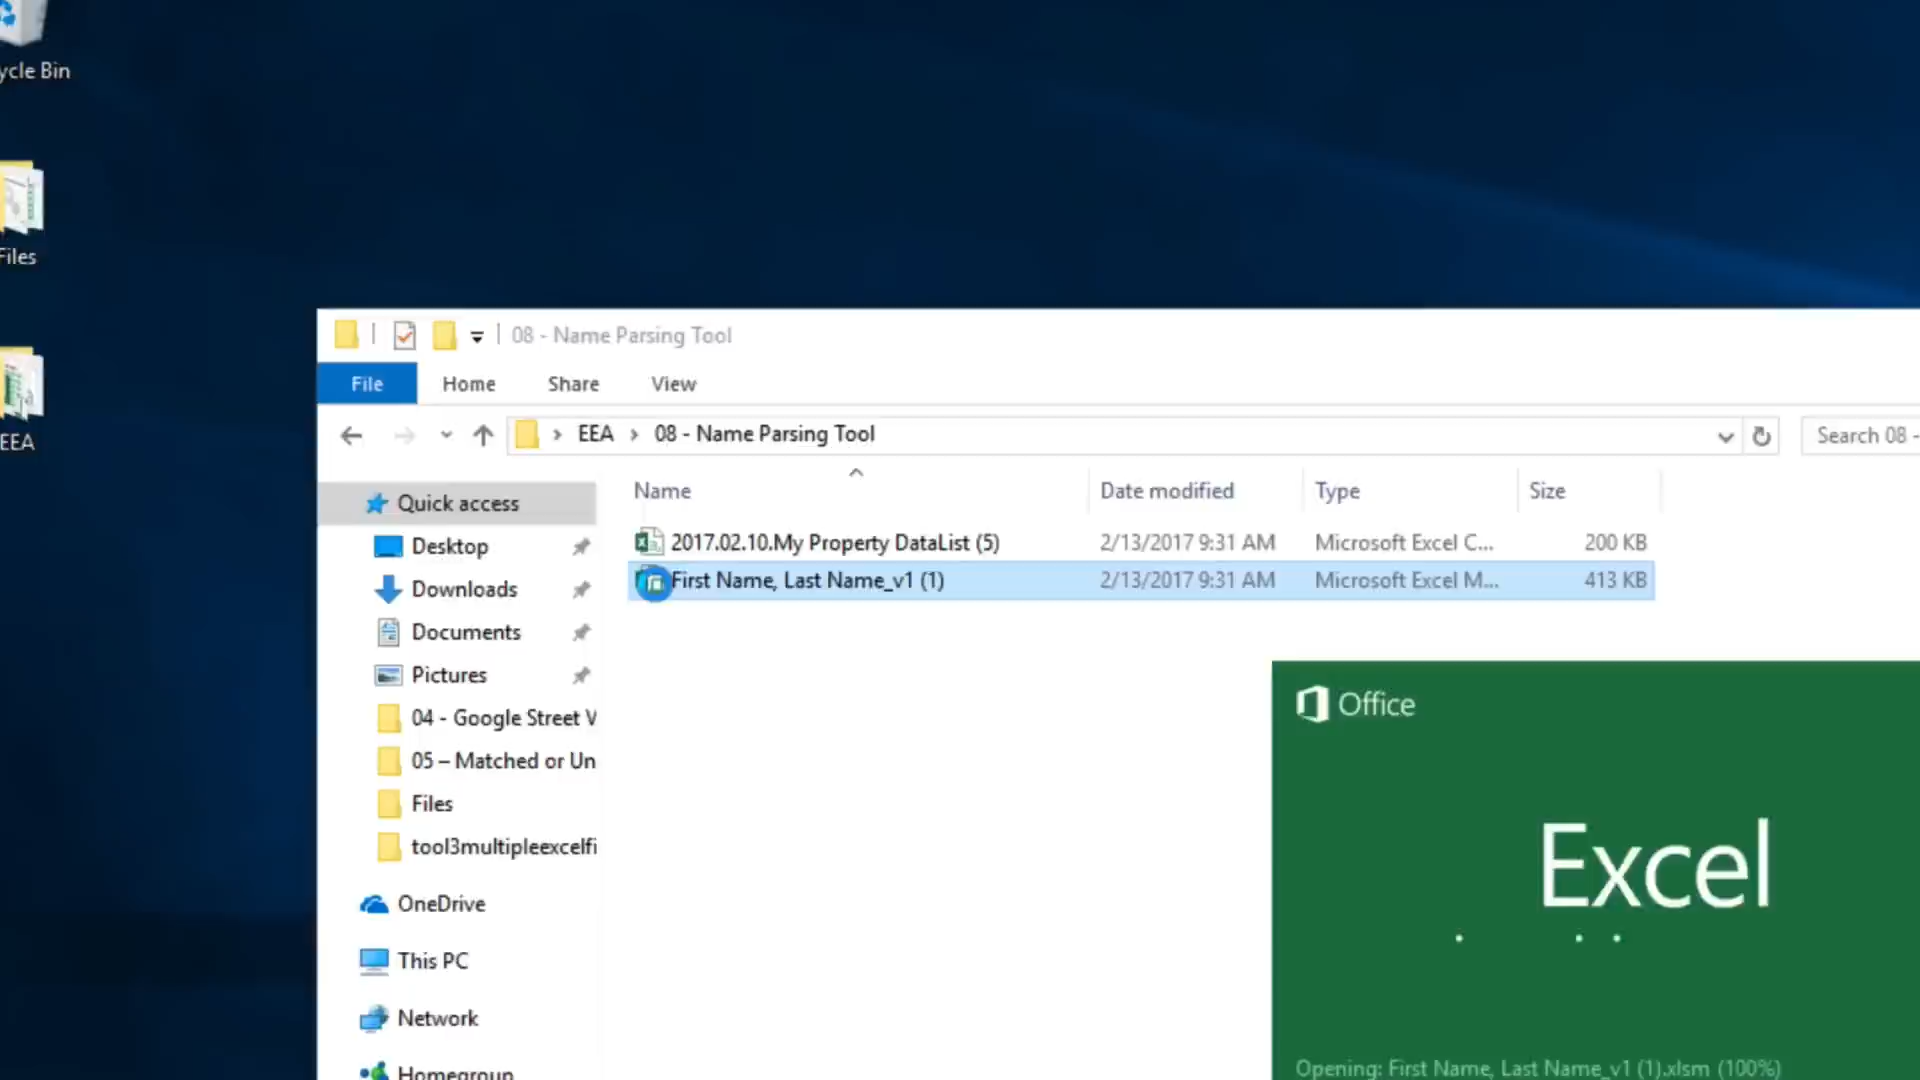 ycle Bin
Files
EEA
08 - Name Parsing Tool
File Home Share View
EEA > 08 - Name Parsing Tool
Search 08 -
Name Date modified Type Size
2017.02.10.My Property DataList (5) 2/13/2017 9:31 AM Microsoft Excel C... 200 KB
First Name, Last Name_v1 (1) 2/13/2017 9:31 AM Microsoft Excel M... 413 KB
Quick access
Desktop
Downloads
Documents
Pictures
04 - Google Street V
05 – Matched or Un
Files
tool3multipleexcelfi
OneDrive
This PC
Network
Homegroup
Office
Excel
Opening: First Name, Last Name_v1 (1).xlsm (100%)